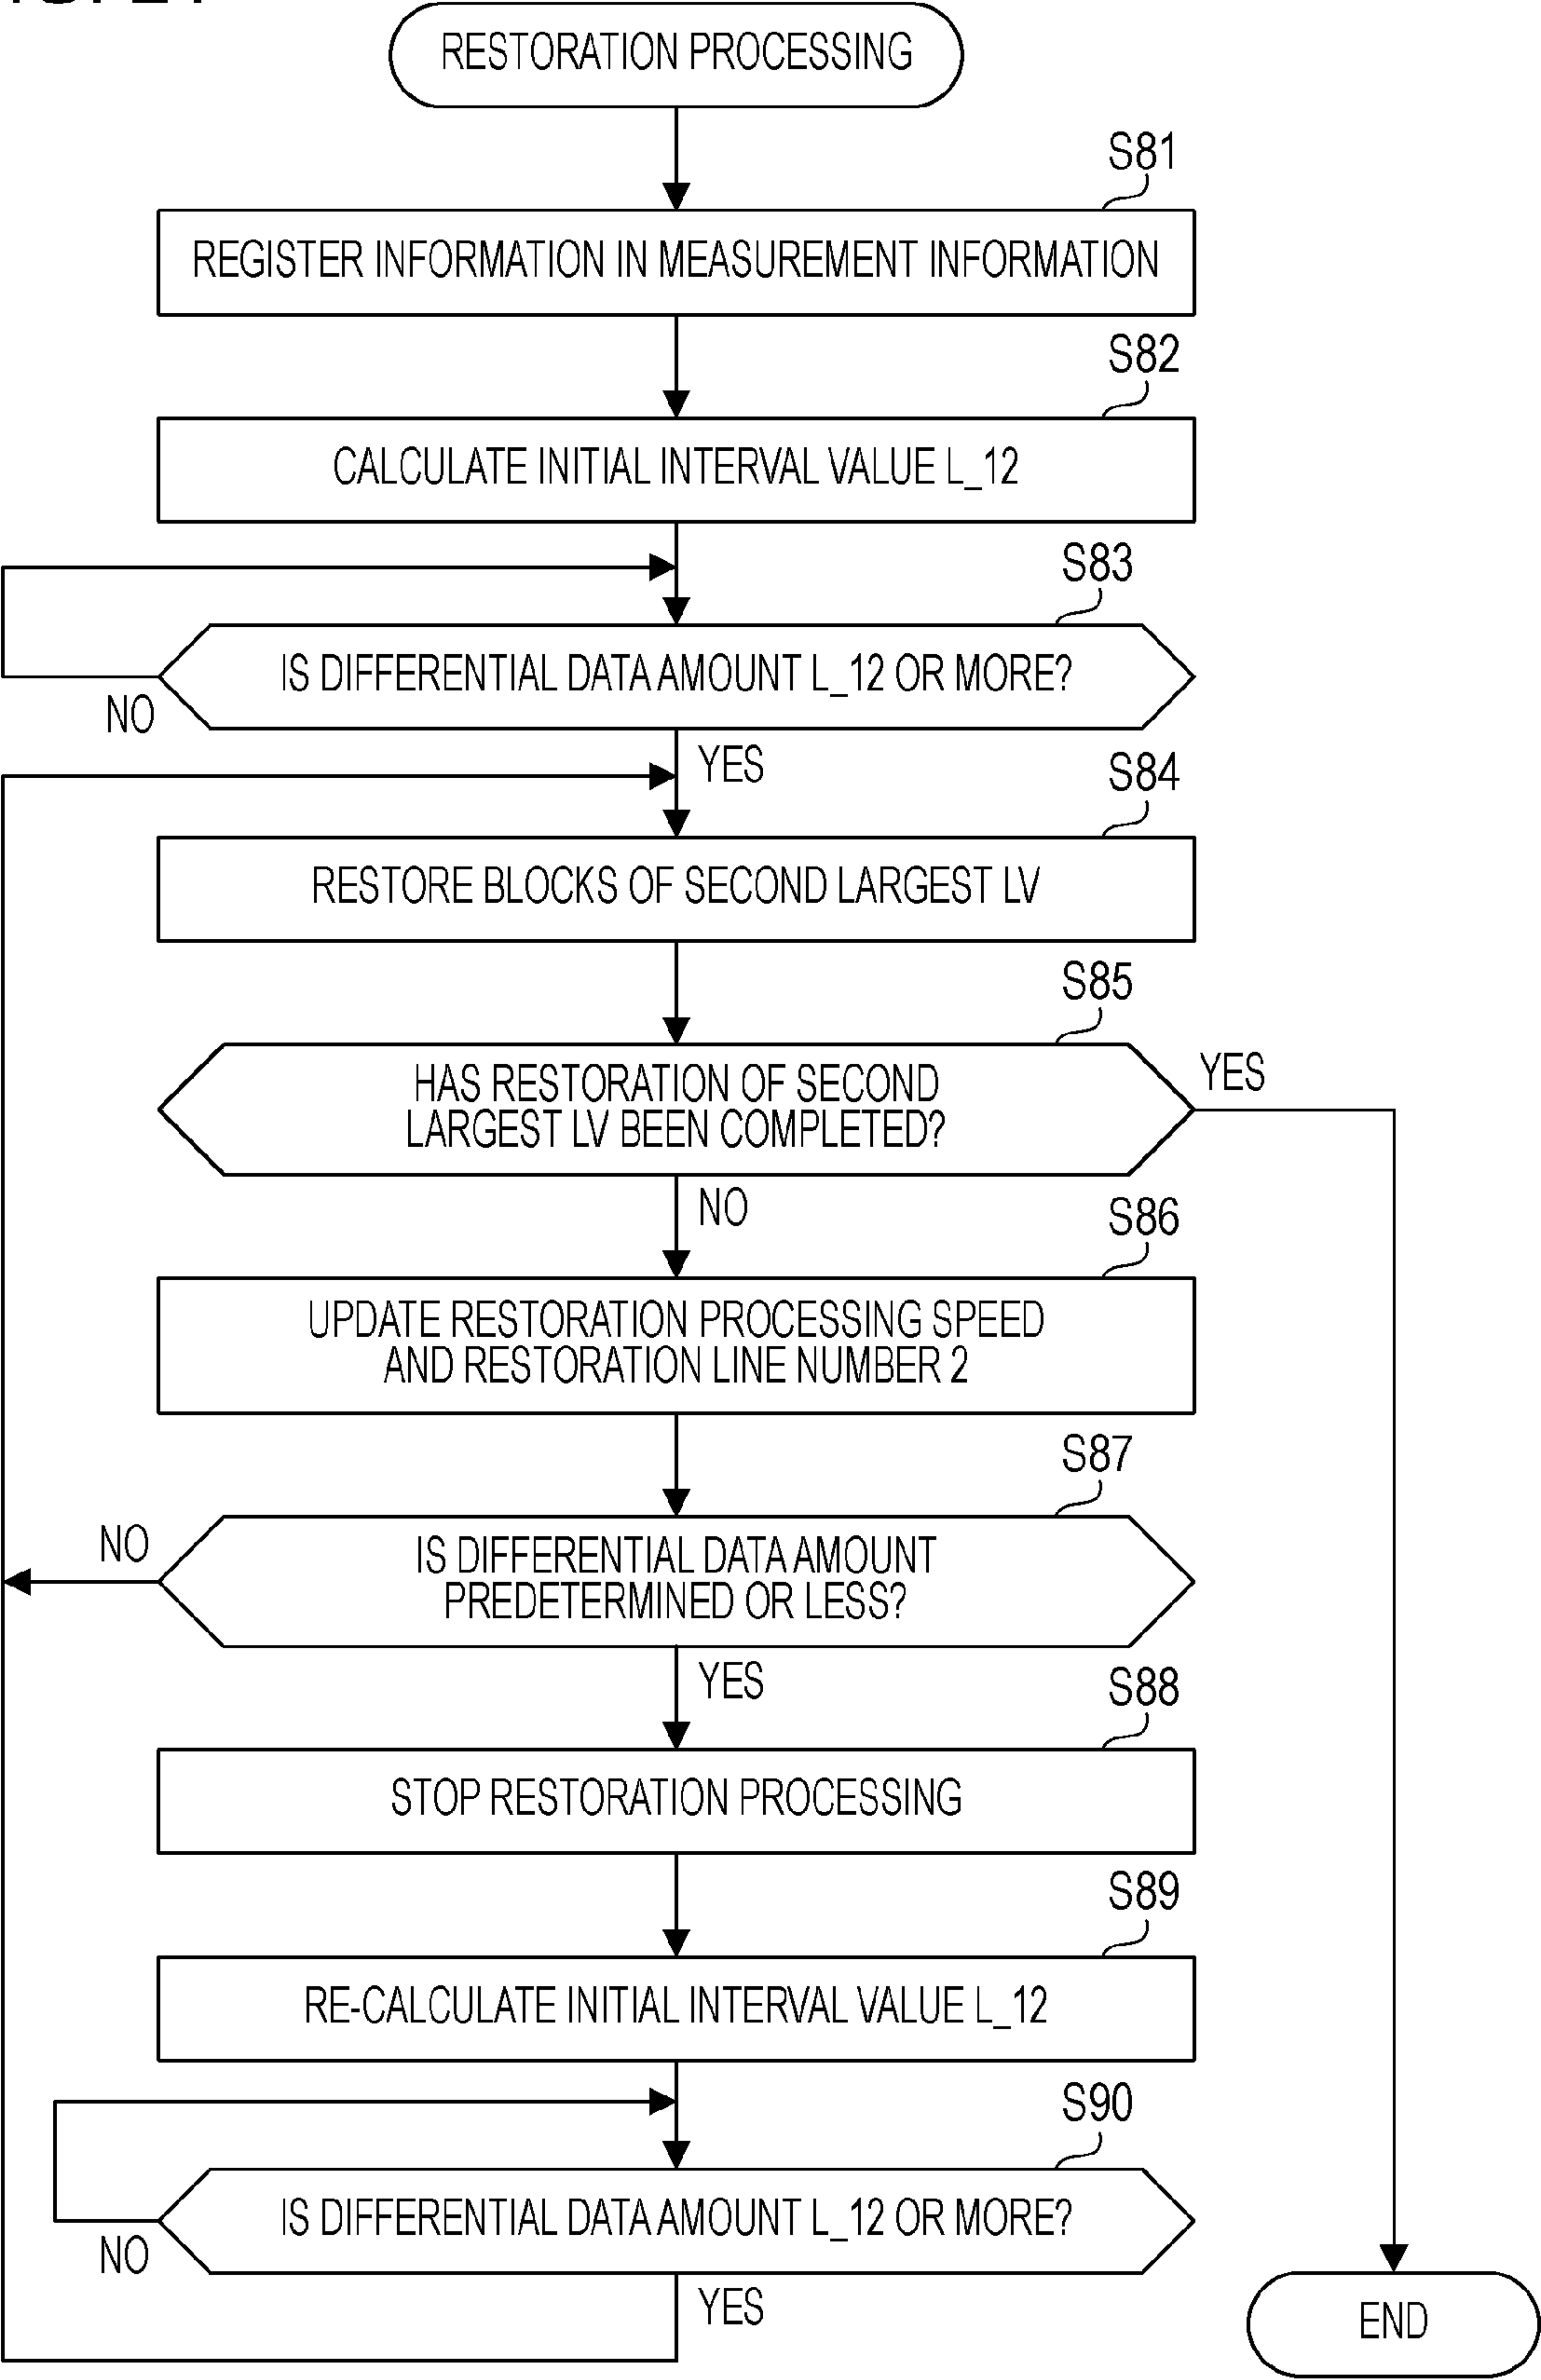 RESTORATION PROCESSING
S81
REGISTER INFORMATION IN MEASUREMENT INFORMATION
S82
CALCULATE INITIAL INTERVAL VALUE L_12
S83
IS DIFFERENTIAL DATA AMOUNT L_12 OR MORE?
NO
YES
S84
RESTORE BLOCKS OF SECOND LARGEST LV
S85
HAS RESTORATION OF SECOND
LARGEST LV BEEN COMPLETED?
YES
NO
S86
UPDATE RESTORATION PROCESSING SPEED
AND RESTORATION LINE NUMBER 2
S87
IS DIFFERENTIAL DATA AMOUNT
PREDETERMINED OR LESS?
NO
YES
S88
STOP RESTORATION PROCESSING
S89
RE-CALCULATE INITIAL INTERVAL VALUE L_12
S90
IS DIFFERENTIAL DATA AMOUNT L_12 OR MORE?
NO
YES
END